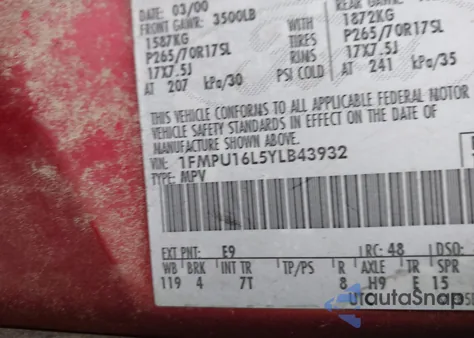 DATE: 03/00
FRONT GAWR: 3500LB
1587KG
P265/70R17SL
17X7.5J
AT 207 kPa/30
WITH
TIRES
RIMS
PSI COLD
1872KG
P265/70R17SL
17X7.5J
AT 241 kPa/35
THIS VEHICLE CONFORMS TO ALL APPLICABLE FEDERAL MOTOR
VEHICLE SAFETY STANDARDS IN EFFECT ON THE DATE OF
MANUFACTURE SHOWN ABOVE.
VIN: 1FMPU16L5YLB43932
TYPE: MPV
EXT PNT: E9 RC: 48 DSO:
WB BRK INT TR TP/PS R AXLE TR SPR
119 4 7T 8 H9 E 15
autaSnap